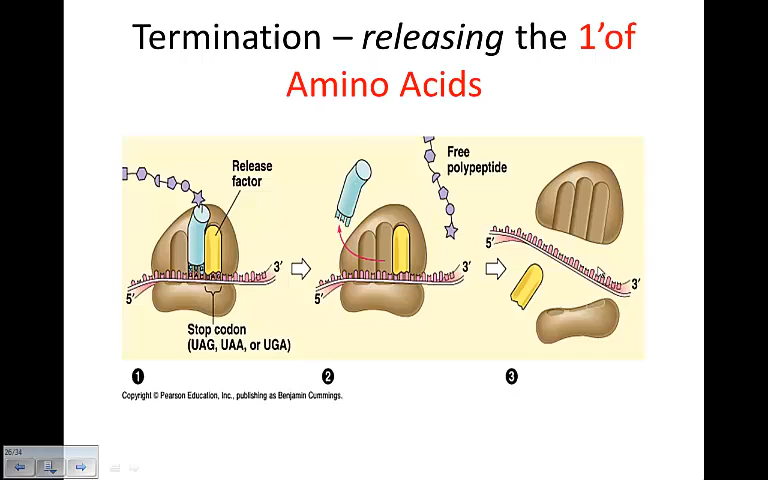 Termination – releasing the 1’of
Amino Acids
Release
factor
Free
polypeptide
3′
5′
Stop codon
(UAG, UAA, or UGA)
3′
5′
5′
3′
1
2
3
Copyright © Pearson Education, Inc., publishing as Benjamin Cummings.
26/34